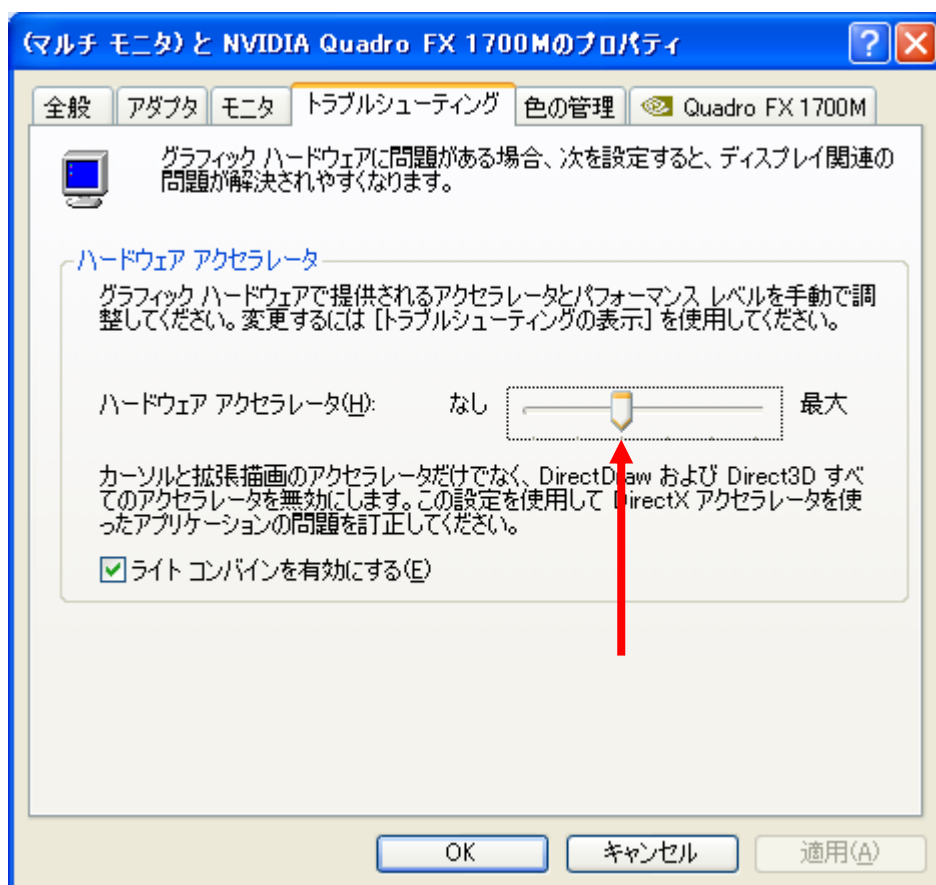 (マルチ モニタ) と NVIDIA Quadro FX 1700Mのプロパティ
全般 アダプタ モニタ トラブルシューティング 色の管理 Quadro FX 1700M
グラフィック ハードウェアに問題がある場合、次を設定すると、ディスプレイ関連の
問題が解決されやすくなります。
ハードウェア アクセラレータ
グラフィック ハードウェアで提供されるアクセラレータとパフォーマンス レベルを手動で調
整してください。変更するには [トラブルシューティングの表示] を使用してください。
ハードウェア アクセラレータ(H): なし 最大
カーソルと拡張描画のアクセラレータだけでなく、DirectDraw および Direct3D すべ
てのアクセラレータを無効にします。この設定を使用して DirectX アクセラレータを使
ったアプリケーションの問題を訂正してください。
ライト コンバインを有効にする(E)
OK キャンセル 適用(A)